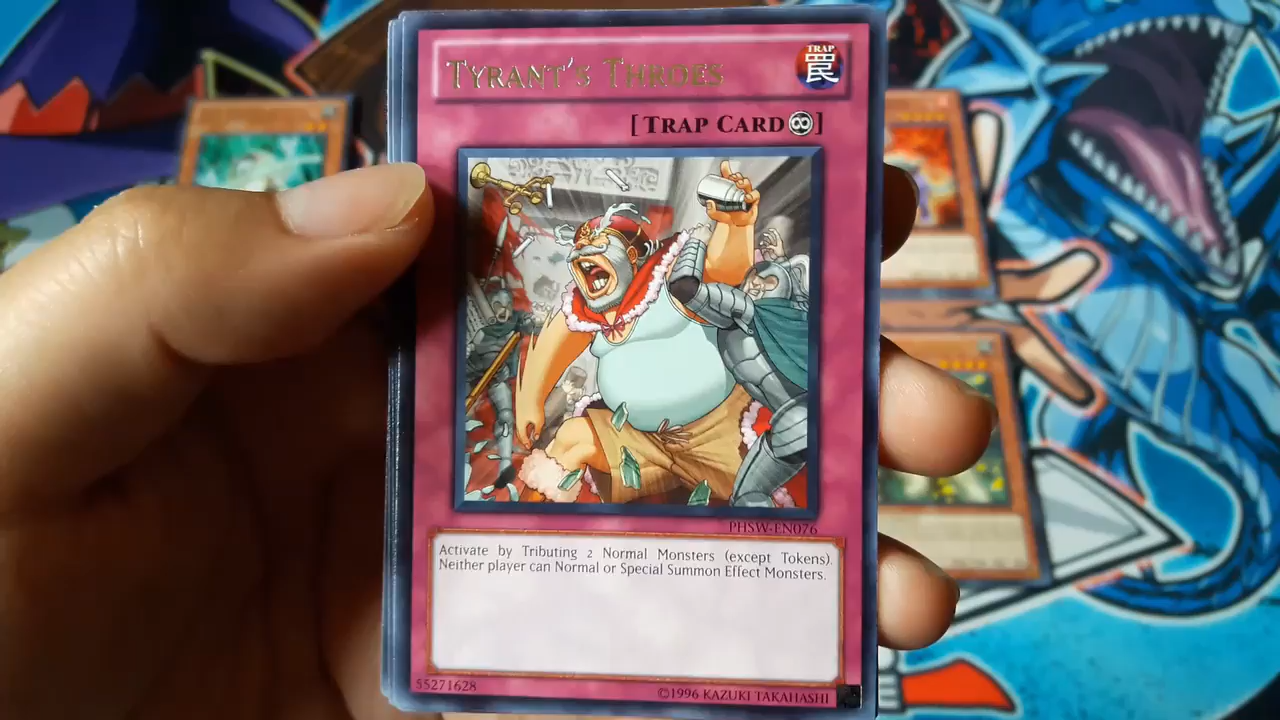 TYRANT'S THROES
TRAP
罠
[TRAP CARD]
PHSW-EN076
Activate by Tributing 2 Normal Monsters (except Tokens).
Neither player can Normal or Special Summon Effect Monsters.
55271628
©1996 KAZUKI TAKAHASHI